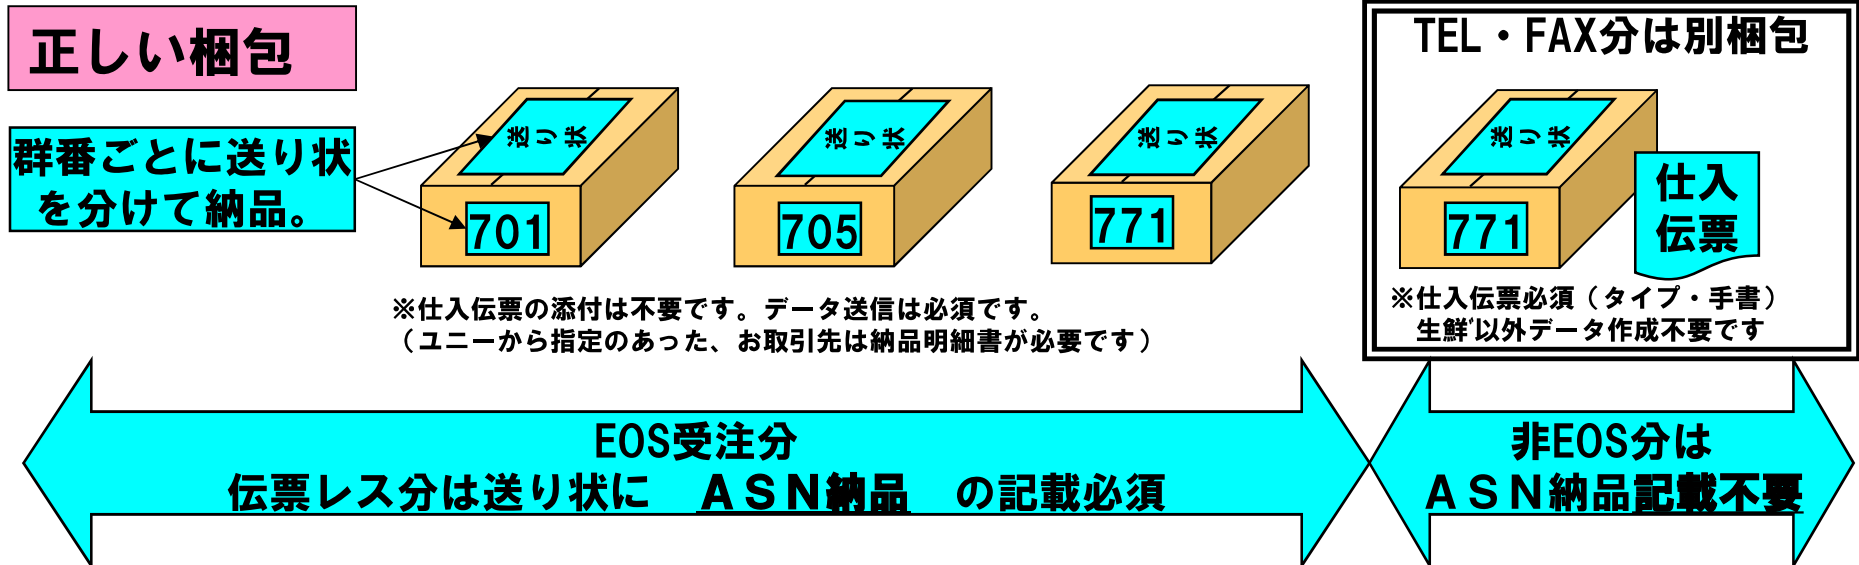 正しい梱包
群番ごとに送り状
を分けて納品。
送り状
701
送り状
705
送り状
771
※仕入伝票の添付は不要です。データ送信は必須です。
（ユニーから指定のあった、お取引先は納品明細書が必要です）
TEL・FAX分は別梱包
送り状
771
仕入
伝票
※仕入伝票必須（タイプ・手書）
生鮮以外データ作成不要です
EOS受注分
伝票レス分は送り状に　ＡＳＮ納品　の記載必須
非EOS分は
ＡＳＮ納品記載不要